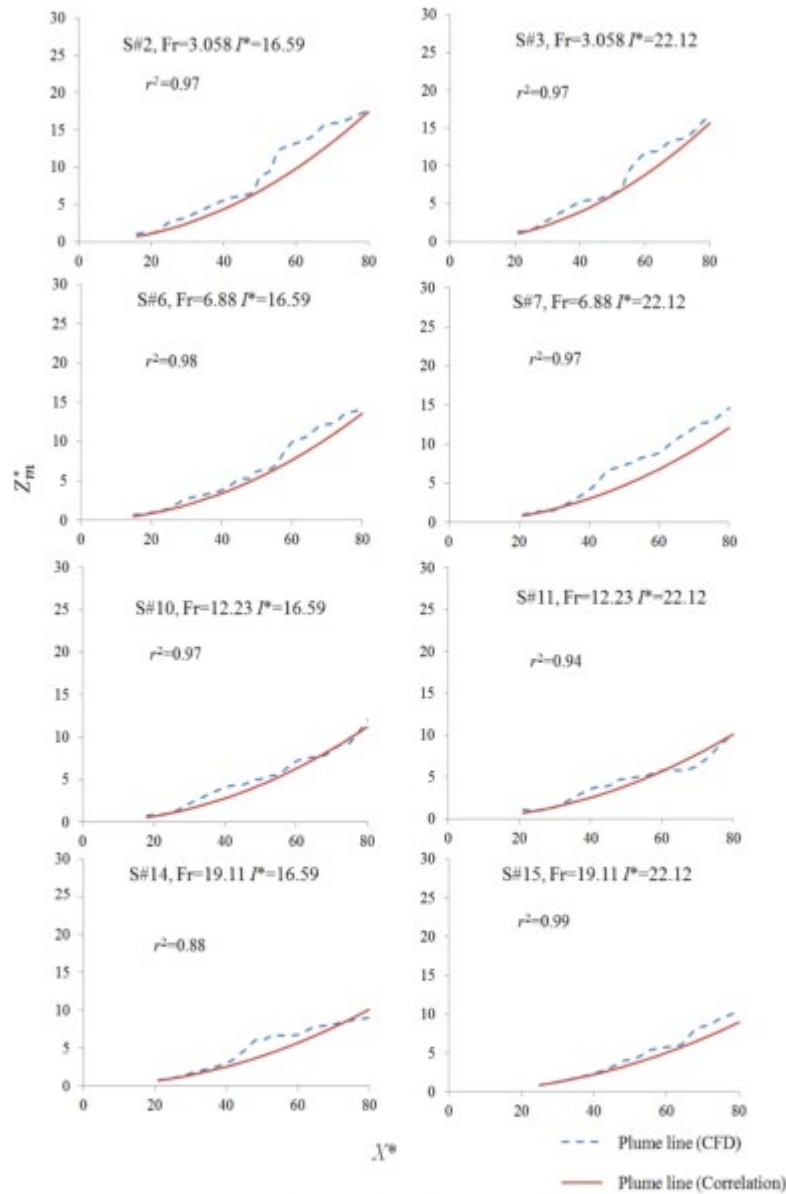 S#2, Fr=3.058 I*=16.59
r²=0.97
30
25
20
15
10
5
0
0 20 40 60 80
S#3, Fr=3.058 I*=22.12
r²=0.97
30
25
20
15
10
5
0
0 20 40 60 80
S#6, Fr=6.88 I*=16.59
r²=0.98
30
25
20
15
10
5
0
0 20 40 60 80
S#7, Fr=6.88 I*=22.12
r²=0.97
30
25
20
15
10
5
0
0 20 40 60 80
Z*m
S#10, Fr=12.23 I*=16.59
r²=0.97
30
25
20
15
10
5
0
0 20 40 60 80
S#11, Fr=12.23 I*=22.12
r²=0.94
30
25
20
15
10
5
0
0 20 40 60 80
S#14, Fr=19.11 I*=16.59
r²=0.88
30
25
20
15
10
5
0
0 20 40 60 80
S#15, Fr=19.11 I*=22.12
r²=0.99
30
25
20
15
10
5
0
0 20 40 60 80
X*
Plume line (CFD)
Plume line (Correlation)